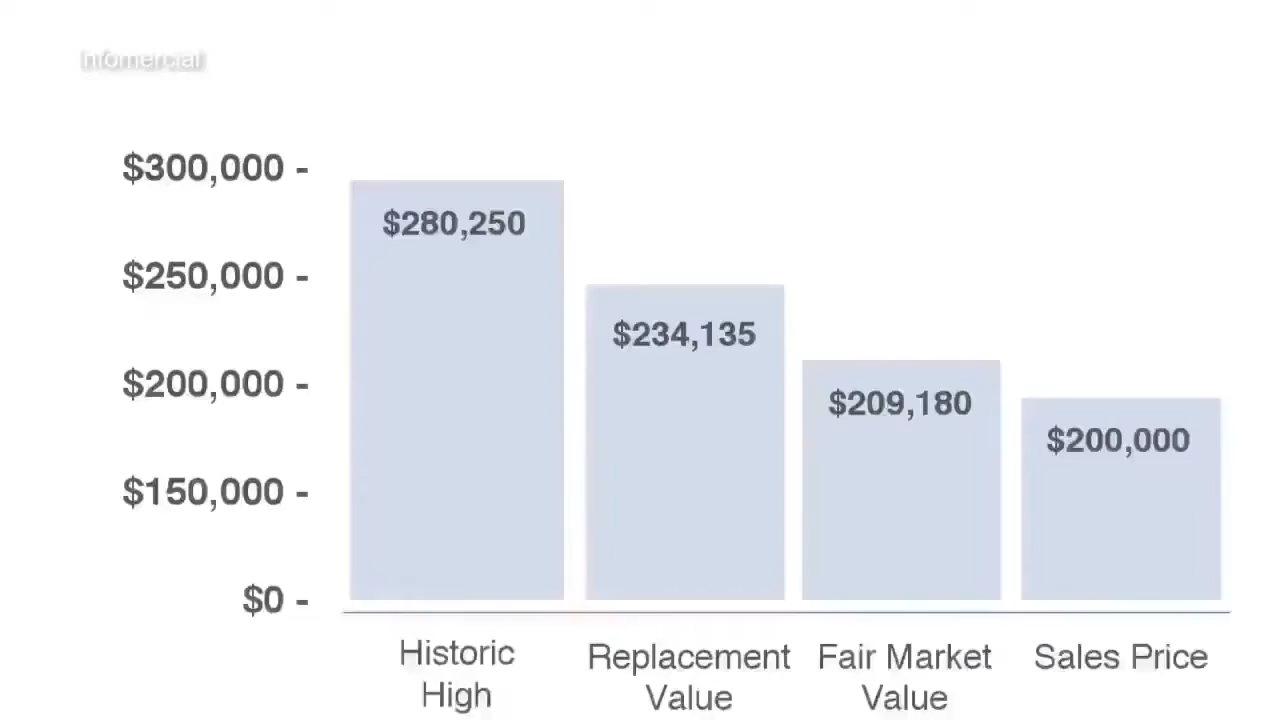 Infomercial
$300,000 -
$250,000 -
$200,000 -
$150,000 -
$0 -
$280,250
$234,135
$209,180
$200,000
Historic
High
Replacement
Value
Fair Market
Value
Sales Price